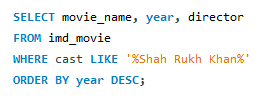 SELECT movie_name, year, director
FROM imd_movie
WHERE cast LIKE '%Shah Rukh Khan%'
ORDER BY year DESC;